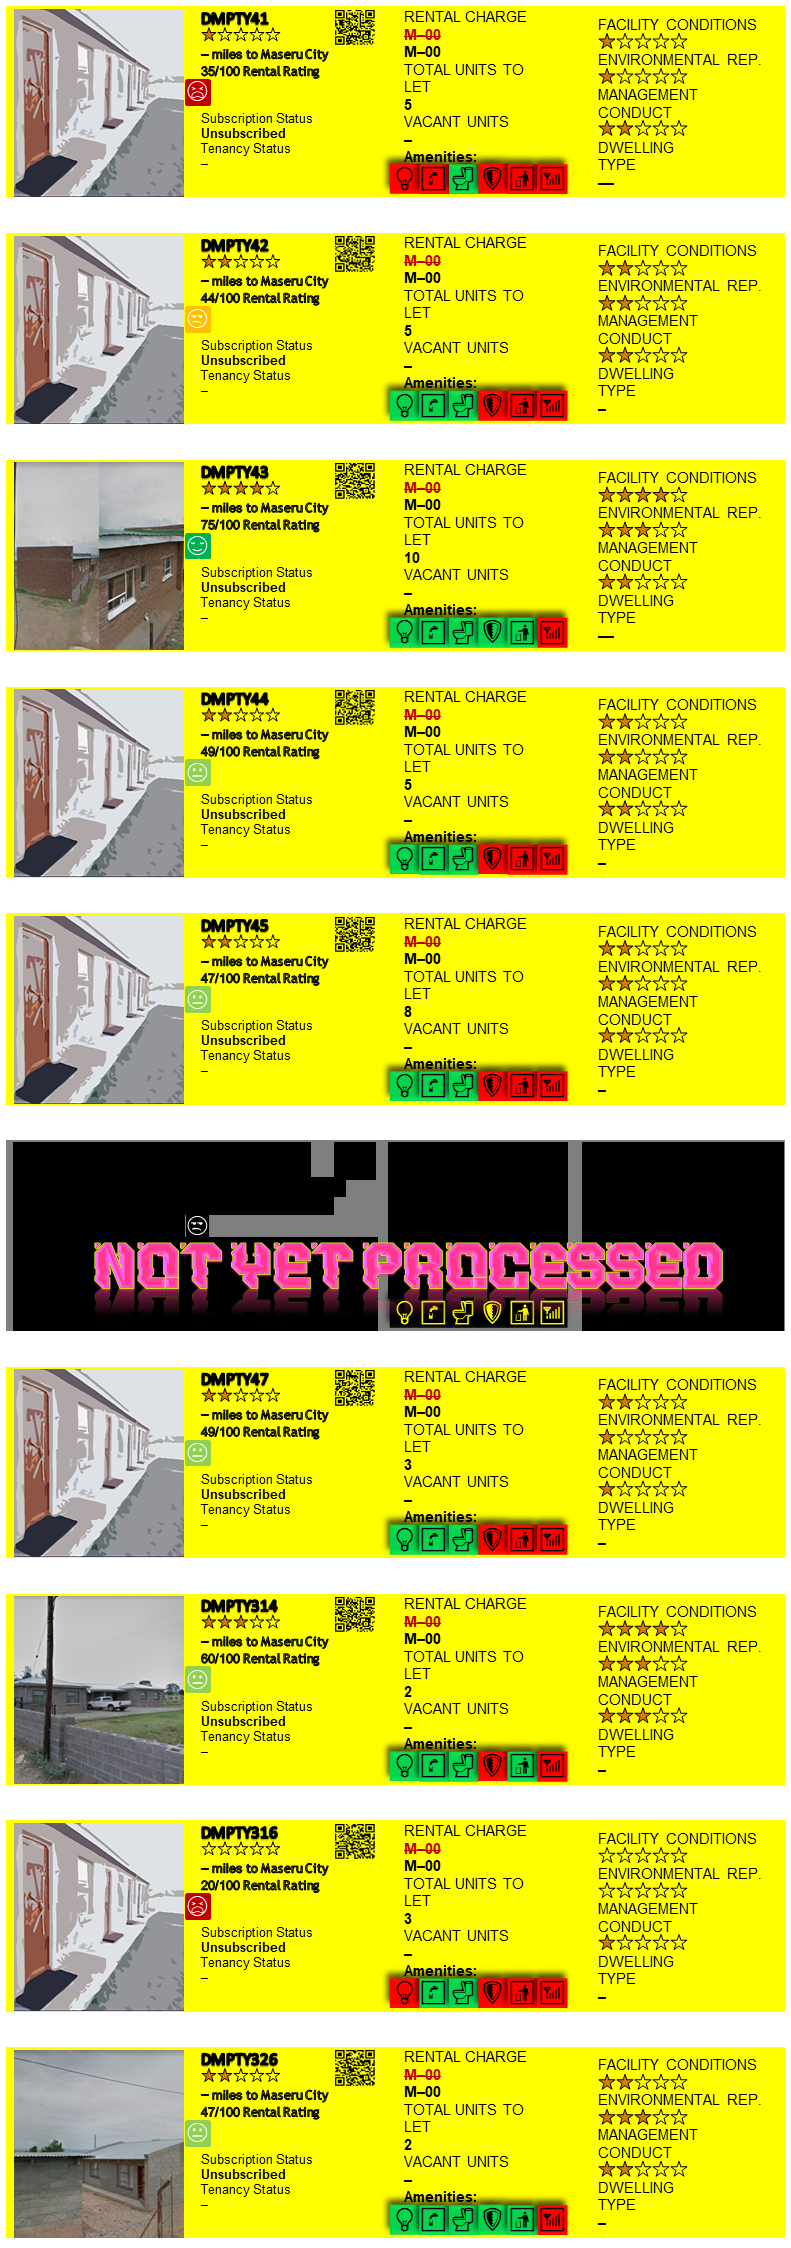 DMPTY41
– miles to Maseru City
35/100 Rental Rating
Subscription Status
Unsubscribed
Tenancy Status
–
RENTAL CHARGE
M–00
M–00
TOTAL UNITS TO
LET
5
VACANT UNITS
–
Amenities:
FACILITY CONDITIONS
ENVIRONMENTAL REP.
MANAGEMENT
CONDUCT
DWELLING
TYPE
—
DMPTY42
– miles to Maseru City
44/100 Rental Rating
Subscription Status
Unsubscribed
Tenancy Status
–
RENTAL CHARGE
M–00
M–00
TOTAL UNITS TO
LET
5
VACANT UNITS
–
Amenities:
FACILITY CONDITIONS
ENVIRONMENTAL REP.
MANAGEMENT
CONDUCT
DWELLING
TYPE
–
DMPTY43
– miles to Maseru City
75/100 Rental Rating
Subscription Status
Unsubscribed
Tenancy Status
–
RENTAL CHARGE
M–00
M–00
TOTAL UNITS TO
LET
10
VACANT UNITS
–
Amenities:
FACILITY CONDITIONS
ENVIRONMENTAL REP.
MANAGEMENT
CONDUCT
DWELLING
TYPE
—
DMPTY44
– miles to Maseru City
49/100 Rental Rating
Subscription Status
Unsubscribed
Tenancy Status
–
RENTAL CHARGE
M–00
M–00
TOTAL UNITS TO
LET
5
VACANT UNITS
–
Amenities:
FACILITY CONDITIONS
ENVIRONMENTAL REP.
MANAGEMENT
CONDUCT
DWELLING
TYPE
–
DMPTY45
– miles to Maseru City
47/100 Rental Rating
Subscription Status
Unsubscribed
Tenancy Status
–
RENTAL CHARGE
M–00
M–00
TOTAL UNITS TO
LET
8
VACANT UNITS
–
Amenities:
FACILITY CONDITIONS
ENVIRONMENTAL REP.
MANAGEMENT
CONDUCT
DWELLING
TYPE
–
NOT YET PROCESSED
DMPTY47
– miles to Maseru City
49/100 Rental Rating
Subscription Status
Unsubscribed
Tenancy Status
–
RENTAL CHARGE
M–00
M–00
TOTAL UNITS TO
LET
3
VACANT UNITS
–
Amenities:
FACILITY CONDITIONS
ENVIRONMENTAL REP.
MANAGEMENT
CONDUCT
DWELLING
TYPE
–
DMPTY314
– miles to Maseru City
60/100 Rental Rating
Subscription Status
Unsubscribed
Tenancy Status
–
RENTAL CHARGE
M–00
M–00
TOTAL UNITS TO
LET
2
VACANT UNITS
–
Amenities:
FACILITY CONDITIONS
ENVIRONMENTAL REP.
MANAGEMENT
CONDUCT
DWELLING
TYPE
–
DMPTY316
– miles to Maseru City
20/100 Rental Rating
Subscription Status
Unsubscribed
Tenancy Status
–
RENTAL CHARGE
M–00
M–00
TOTAL UNITS TO
LET
3
VACANT UNITS
–
Amenities:
FACILITY CONDITIONS
ENVIRONMENTAL REP.
MANAGEMENT
CONDUCT
DWELLING
TYPE
–
DMPTY326
– miles to Maseru City
47/100 Rental Rating
Subscription Status
Unsubscribed
Tenancy Status
–
RENTAL CHARGE
M–00
M–00
TOTAL UNITS TO
LET
2
VACANT UNITS
–
Amenities:
FACILITY CONDITIONS
ENVIRONMENTAL REP.
MANAGEMENT
CONDUCT
DWELLING
TYPE
–